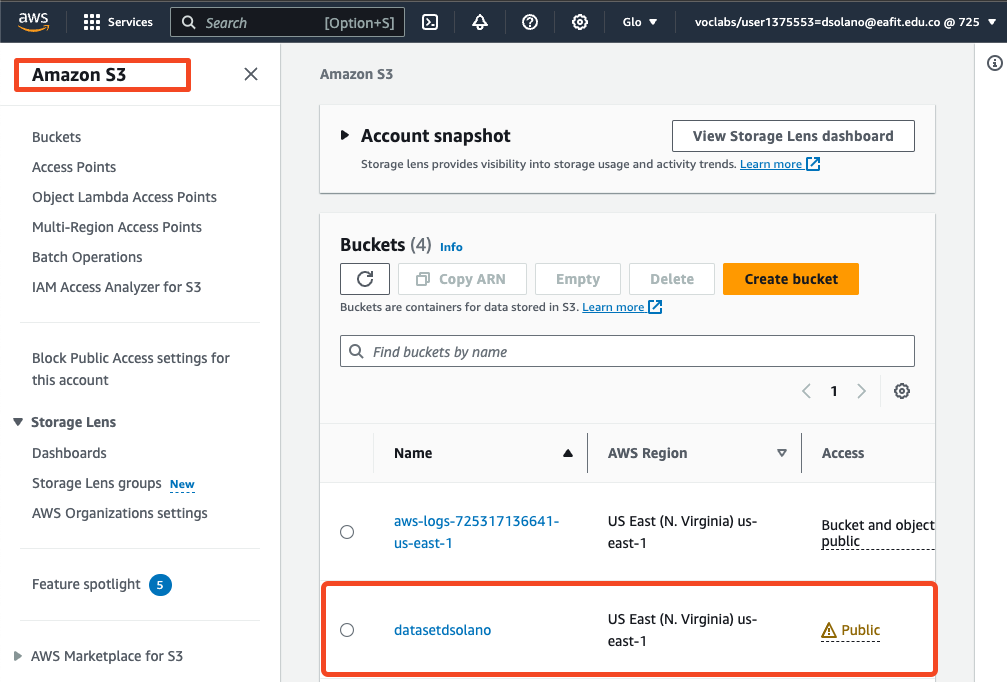 aws
Services
Search [Option+S]
Glo
voclabs/user1375553=dsolano@eafit.edu.co @ 725
Amazon S3
Buckets
Access Points
Object Lambda Access Points
Multi-Region Access Points
Batch Operations
IAM Access Analyzer for S3
Block Public Access settings for
this account
Storage Lens
Dashboards
Storage Lens groups New
AWS Organizations settings
Feature spotlight 5
AWS Marketplace for S3
Amazon S3
Account snapshot
View Storage Lens dashboard
Storage lens provides visibility into storage usage and activity trends. Learn more
Buckets (4) Info
Copy ARN
Empty
Delete
Create bucket
Buckets are containers for data stored in S3. Learn more
Find buckets by name
1
Name
AWS Region
Access
aws-logs-725317136641-
us-east-1
US East (N. Virginia) us-
east-1
Bucket and object
public
datasetdsolano
US East (N. Virginia) us-
east-1
Public